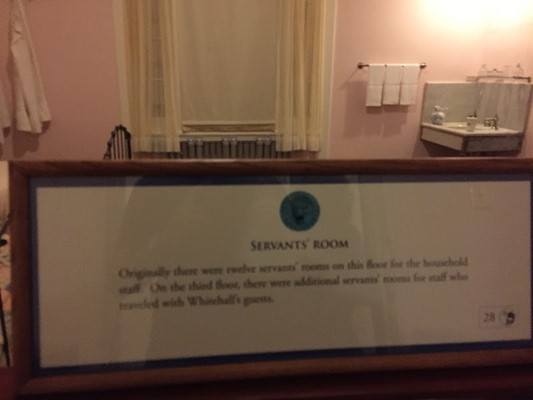 SERVANTS' ROOM
Originally there were twelve servants' rooms on this floor for the household
staff. On the third floor, there were additional servants' rooms for staff who
traveled with Whitehall's guests.
28